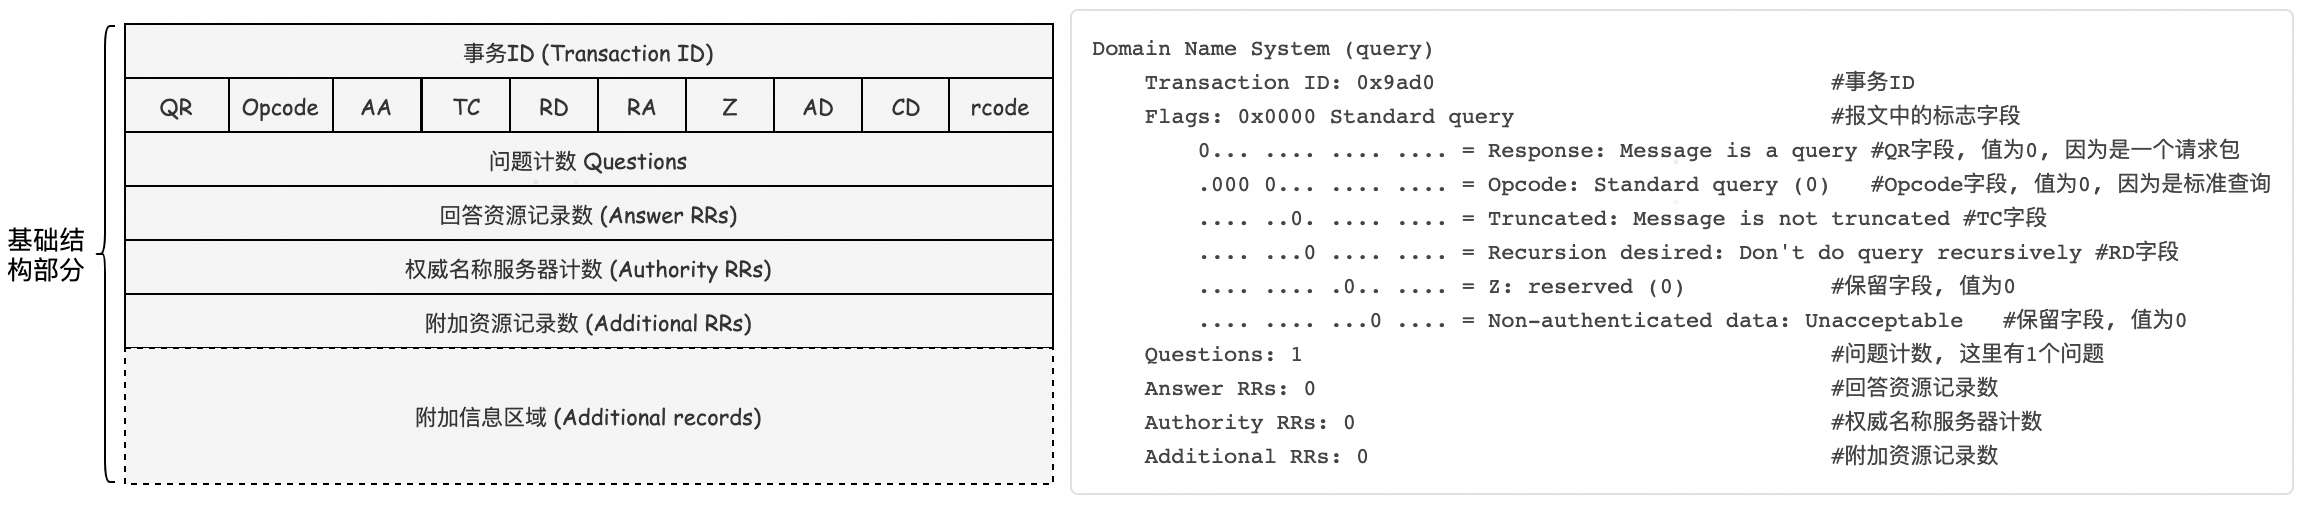 基础结
构部分
事务ID (Transaction ID)
QR Opcode AA TC RD RA Z AD CD rcode
问题计数 Questions
回答资源记录数 (Answer RRs)
权威名称服务器计数 (Authority RRs)
附加资源记录数 (Additional RRs)
附加信息区域 (Additional records)
Domain Name System (query)
Transaction ID: 0x9ad0 #事务ID
Flags: 0x0000 Standard query #报文中的标志字段
0... .... .... .... = Response: Message is a query #QR字段, 值为0, 因为是一个请求包
.000 0... .... .... = Opcode: Standard query (0) #Opcode字段, 值为0, 因为是标准查询
.... ..0. .... .... = Truncated: Message is not truncated #TC字段
.... ...0 .... .... = Recursion desired: Don't do query recursively #RD字段
.... .... .0.. .... = Z: reserved (0) #保留字段, 值为0
.... .... ...0 .... = Non-authenticated data: Unacceptable #保留字段, 值为0
Questions: 1 #问题计数, 这里有1个问题
Answer RRs: 0 #回答资源记录数
Authority RRs: 0 #权威名称服务器计数
Additional RRs: 0 #附加资源记录数